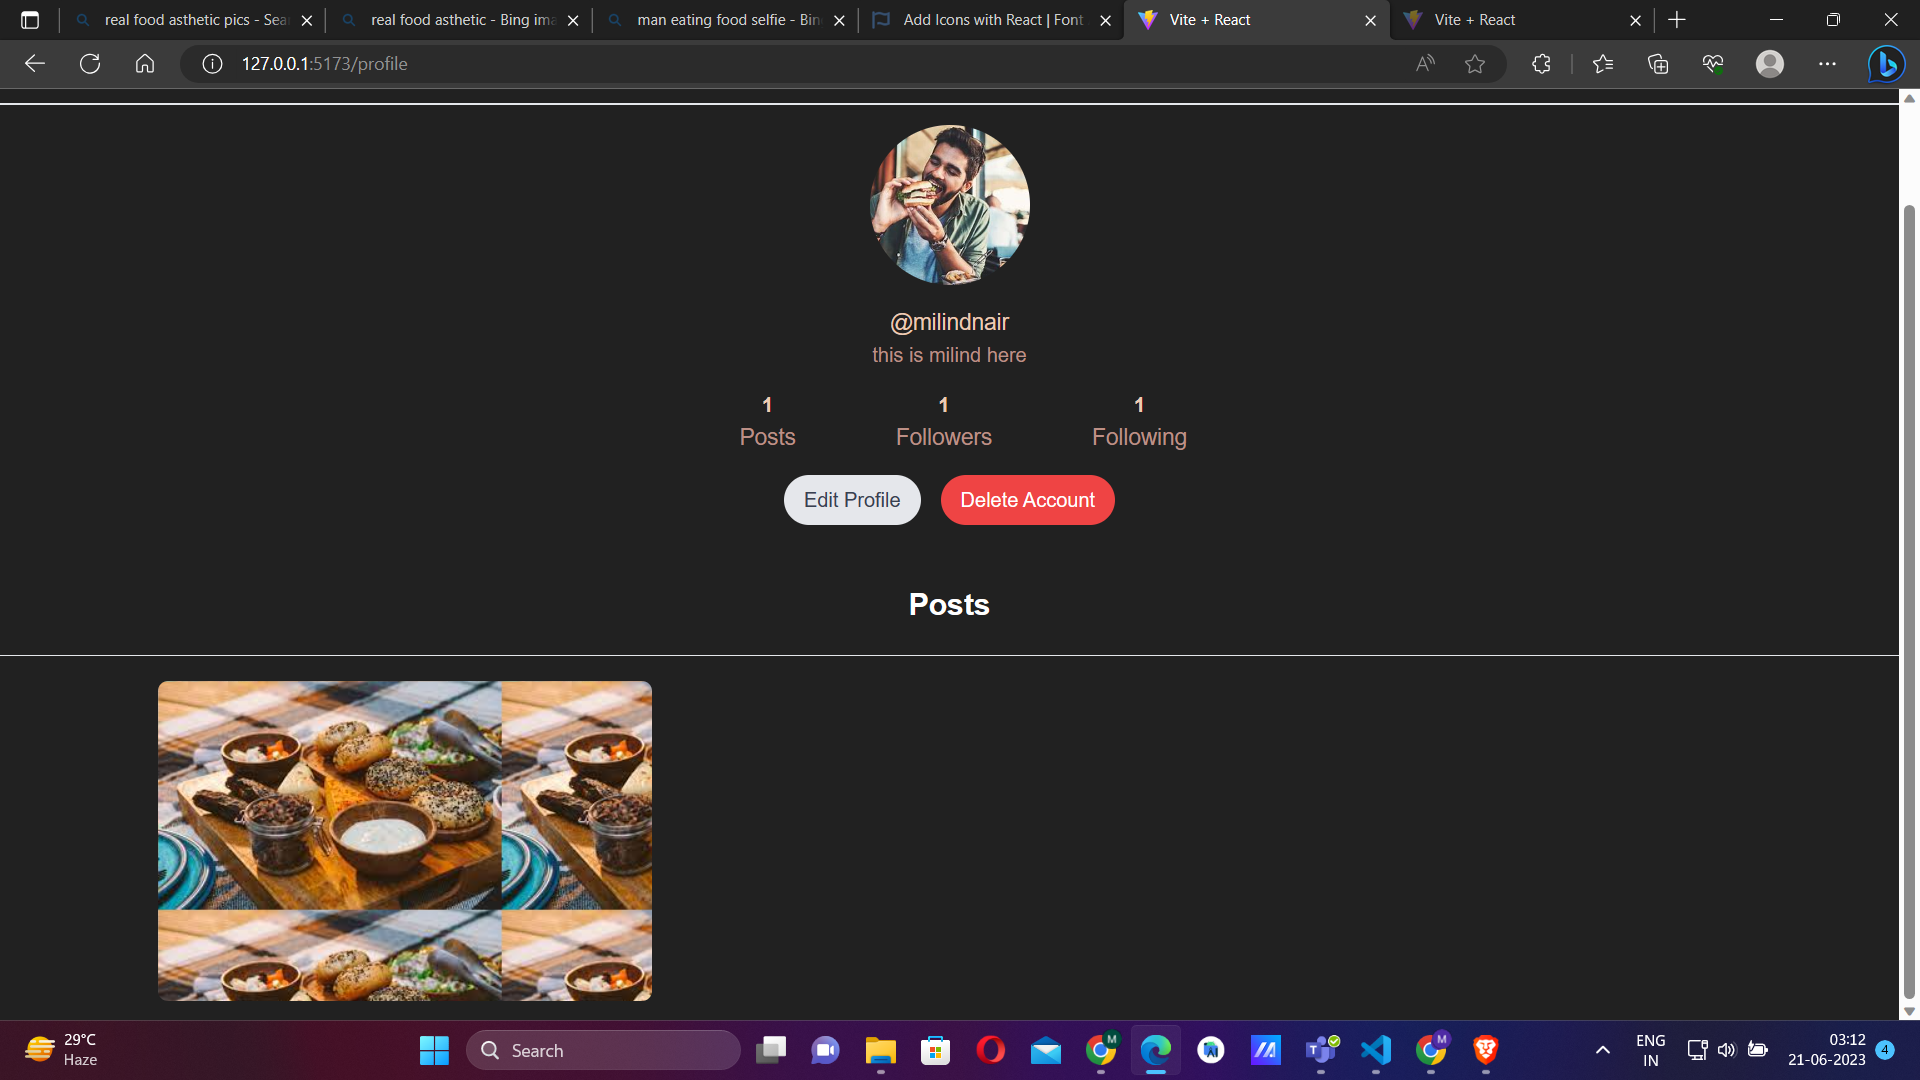 real food asthetic pics - Sea
real food asthetic - Bing ima
man eating food selfie - Bin
Add Icons with React | Font
Vite + React
Vite + React
127.0.0.1:5173/profile
@milindnair
this is milind here
1 1 1
Posts Followers Following
Edit Profile Delete Account
Posts
29°C
Haze
Search
ENG
IN
03:12
21-06-2023
4